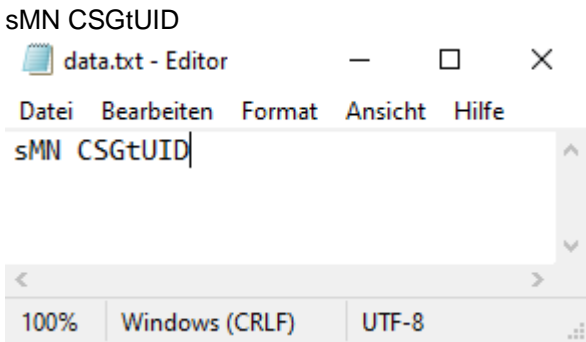 sMN CSGtUID
data.txt - Editor
Datei Bearbeiten Format Ansicht Hilfe
sMN CSGtUID
100% Windows (CRLF) UTF-8